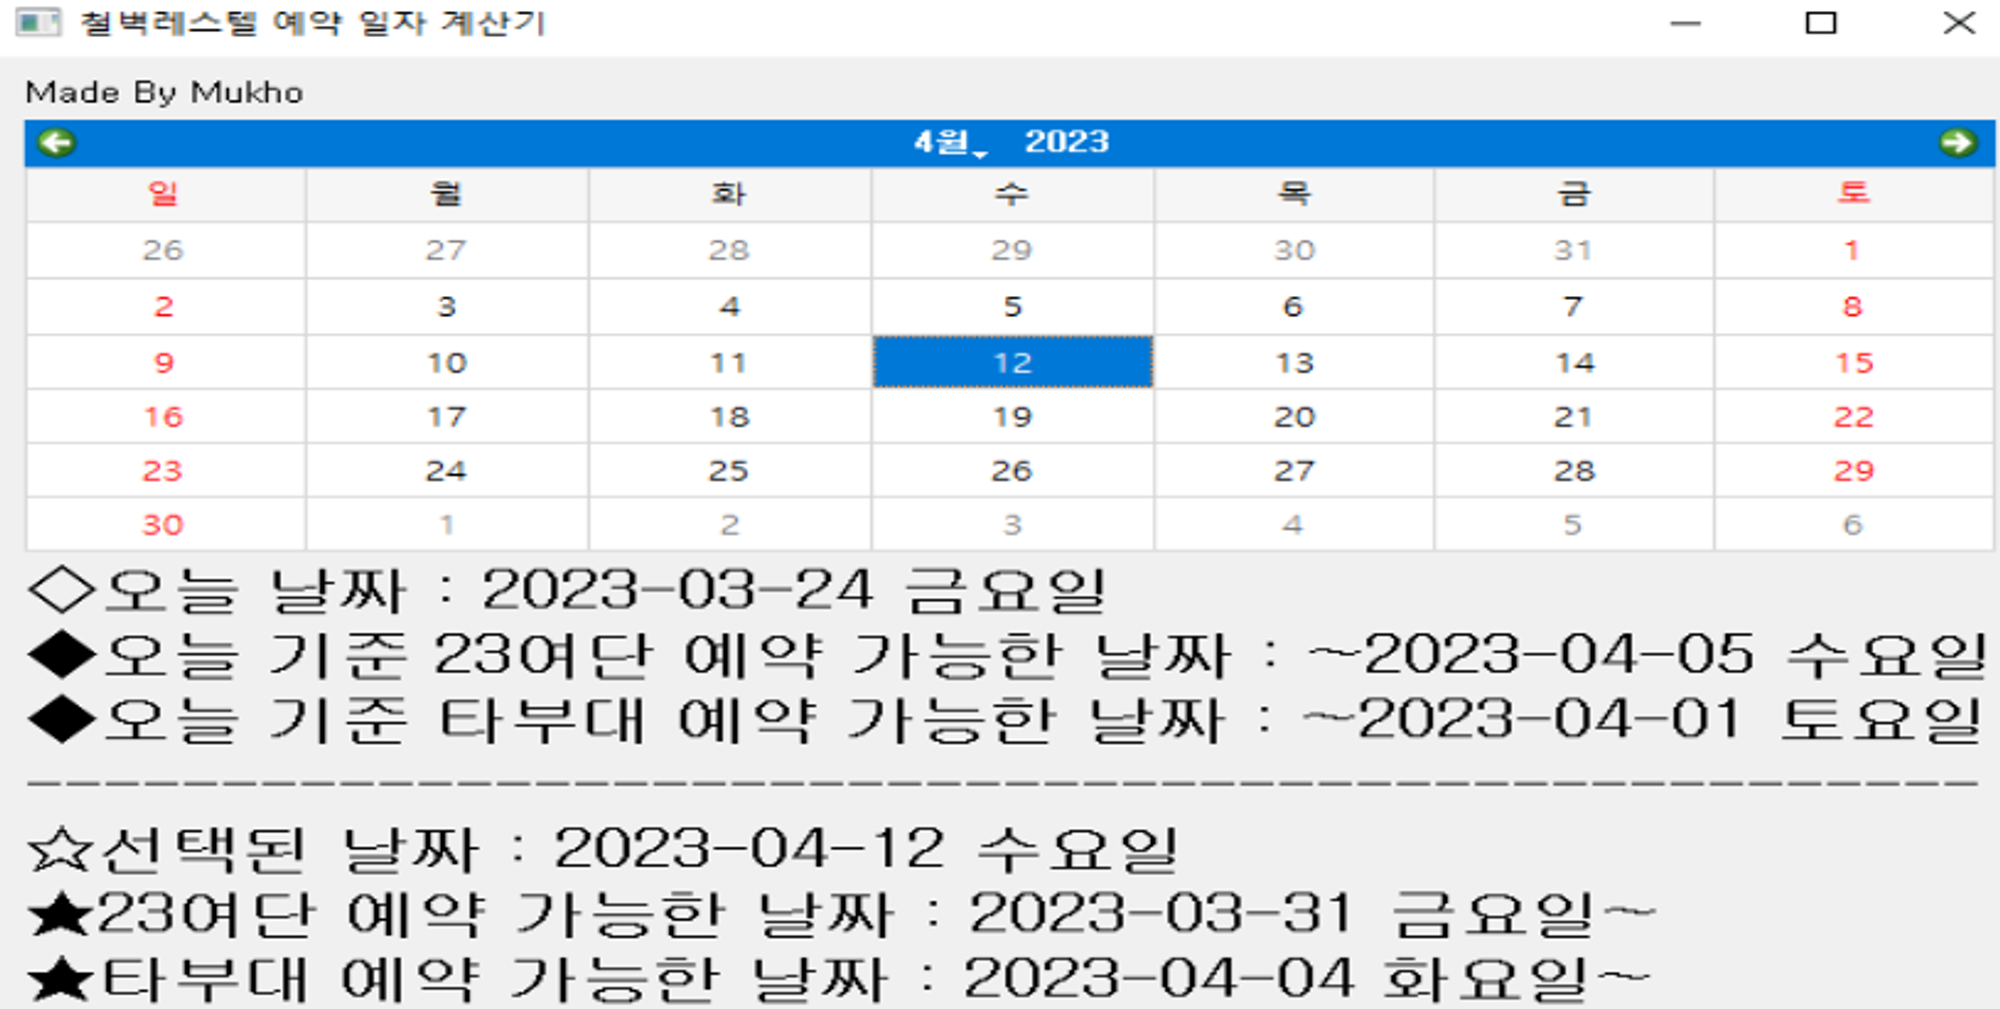 철벅레스텔 예약 일자 계산기
Made By Mukho
4월 2023
일 월 화 수 목 금 토
26 27 28 29 30 31 1
2 3 4 5 6 7 8
9 10 11 12 13 14 15
16 17 18 19 20 21 22
23 24 25 26 27 28 29
30 1 2 3 4 5 6
◇오늘 날짜 : 2023-03-24 금요일
◆오늘 기준 23여단 예약 가능한 날짜 : ~2023-04-05 수요일
◆오늘 기준 타부대 예약 가능한 날짜 : ~2023-04-01 토요일
------------------------------------------------------
☆선택된 날짜 : 2023-04-12 수요일
★23여단 예약 가능한 날짜 : 2023-03-31 금요일~
★타부대 예약 가능한 날짜 : 2023-04-04 화요일~